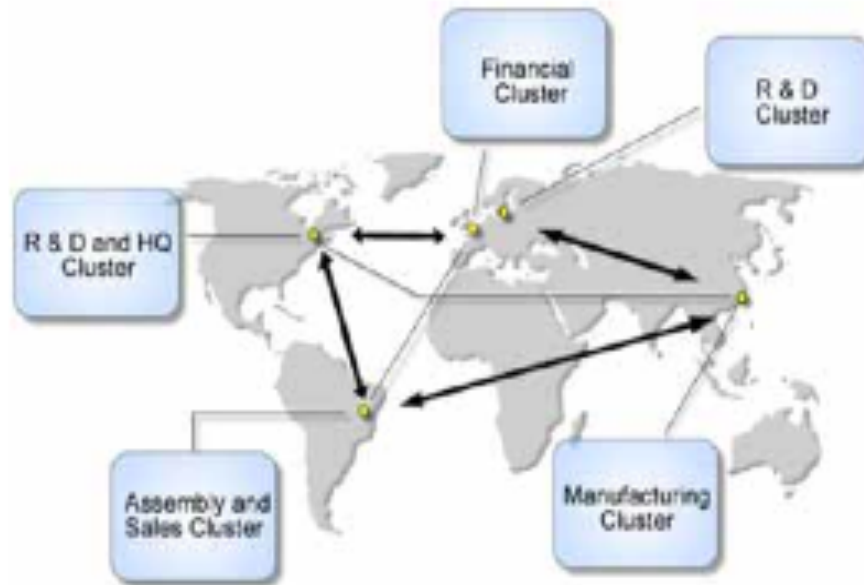 Financial
Cluster
R & D
Cluster
R & D and HQ
Cluster
Assembly and
Sales Cluster
Manufacturing
Cluster